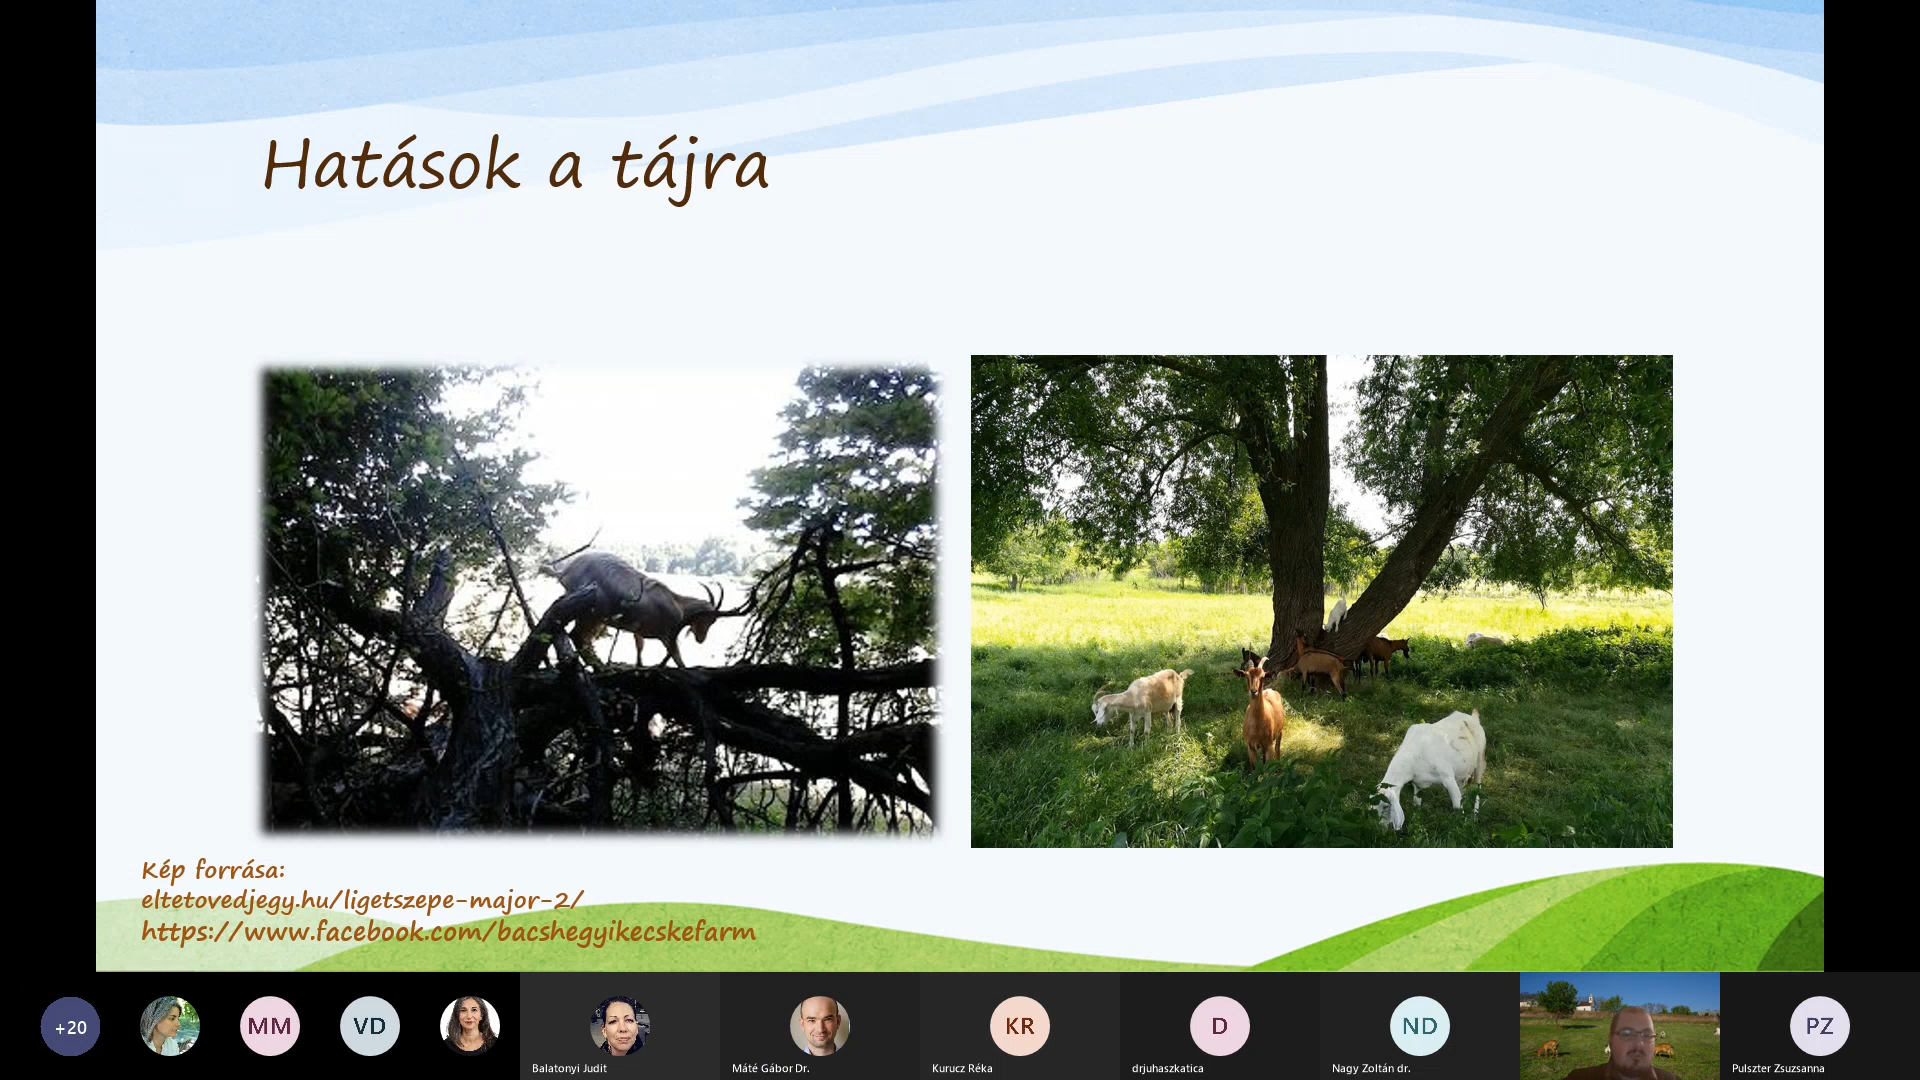 Hatások a tájra
Kép forrása:
eltetovedjegy.hu/ligetszepe-major-2/
https://www.facebook.com/bacshegyikecskefarm
+20
MM
VD
KR
D
ND
PZ
Balatonyi Judit
Máté Gábor Dr.
Kurucz Réka
drjuhaszkatica
Nagy Zoltán dr.
Pulszter Zsuzsanna